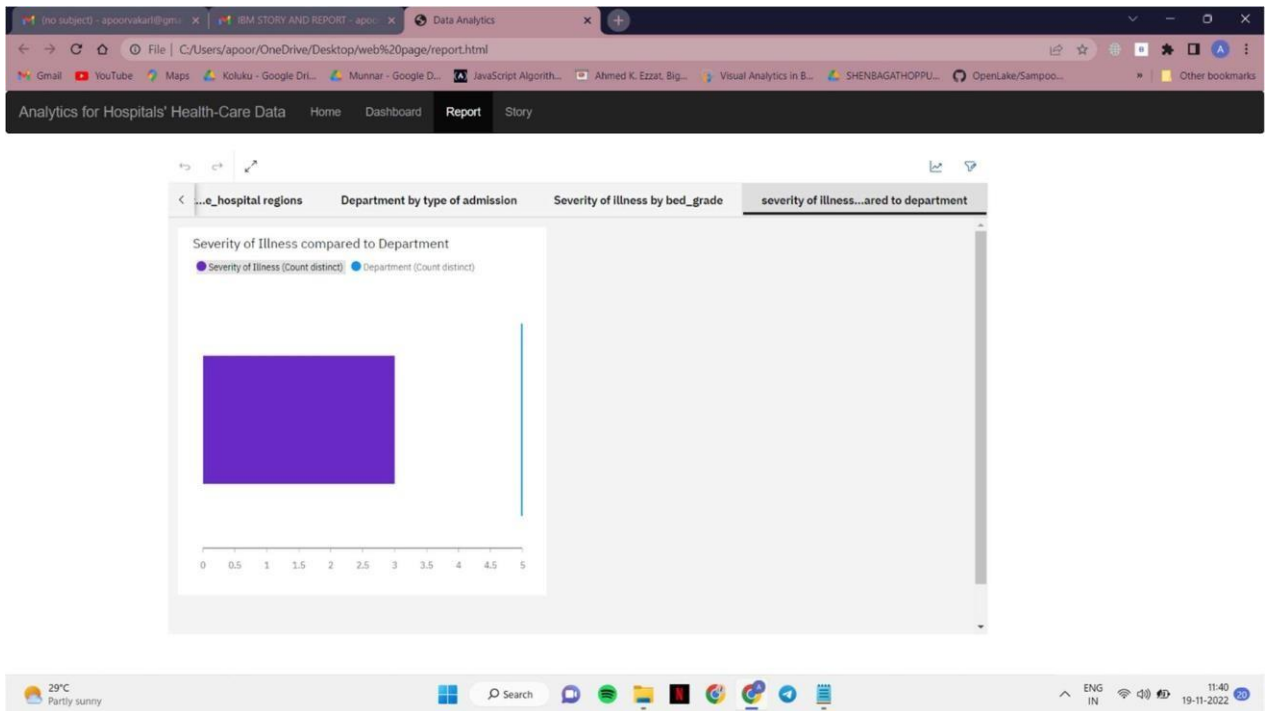 (no subject) - apoorvakarl@gma
IBM STORY AND REPORT - apoo
Data Analytics
File | C:/Users/apoor/OneDrive/Desktop/web%20page/report.html
Gmail YouTube Maps Koluku - Google Dri... Munnar - Google D... JavaScript Algorith... Ahmed K. Ezzat, Big... Visual Analytics in B... SHENBAGATHOPPU... OpenLake/Sampoo... » Other bookmarks
Analytics for Hospitals' Health-Care Data Home Dashboard Report Story
...e_hospital regions Department by type of admission Severity of illness by bed_grade severity of illness...ared to department
Severity of Illness compared to Department
Severity of Illness (Count distinct) Department (Count distinct)
0 0.5 1 1.5 2 2.5 3 3.5 4 4.5 5
29°C
Partly sunny
Search
ENG
IN
11:40
19-11-2022
20